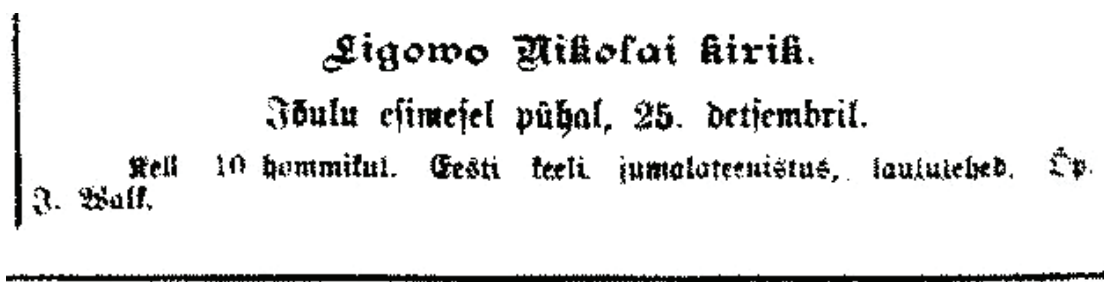 Ligowo Nikolai kirik.
Jõulu esimesel pühal, 25. detsembril.
Kell 10 hommikul. Eesti keeli jumalateenistus, laululehed. Õp.
J. Walk.